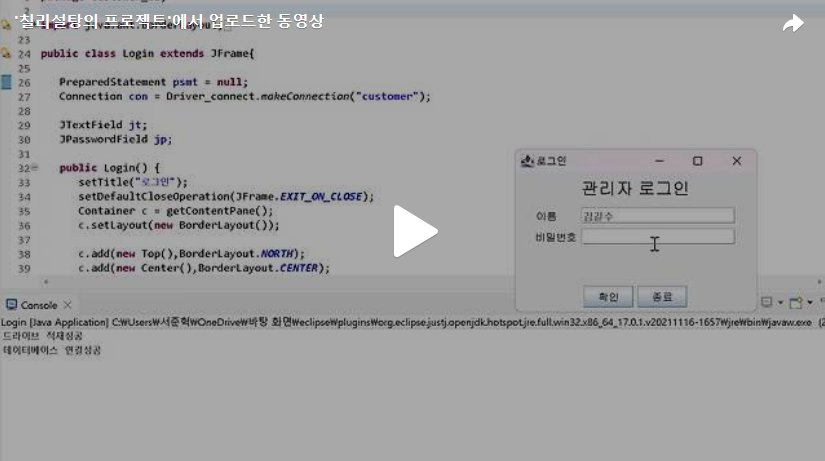 '칠리설탕의 프로젝트'에서 업로드한 동영상
23
24 public class Login extends JFrame{
25
26 PreparedStatement psmt = null;
27 Connection con = Driver_connect.makeConnection("customer");
28
29 JTextField jt;
30 JPasswordField jp;
31
32 public Login() {
33 setTitle("로그인");
34 setDefaultCloseOperation(JFrame.EXIT_ON_CLOSE);
35 Container c = getContentPane();
36 c.setLayout(new BorderLayout());
37
38 c.add(new Top(),BorderLayout.NORTH);
39 c.add(new Center(),BorderLayout.CENTER);
로그인
관리자 로그인
이름
비밀번호
확인 종료
Console
Login [Java Application] C:₩Users₩서준혁₩OneDrive₩바탕 화면₩eclipse₩plugins₩org.eclipse.justj.openjdk.hotspot.jre.full.win32.x86_64_17.0.1.v20211116-1657₩jre₩bin₩javaw.exe
드라이브 적재성공
데이터베이스 연결성공